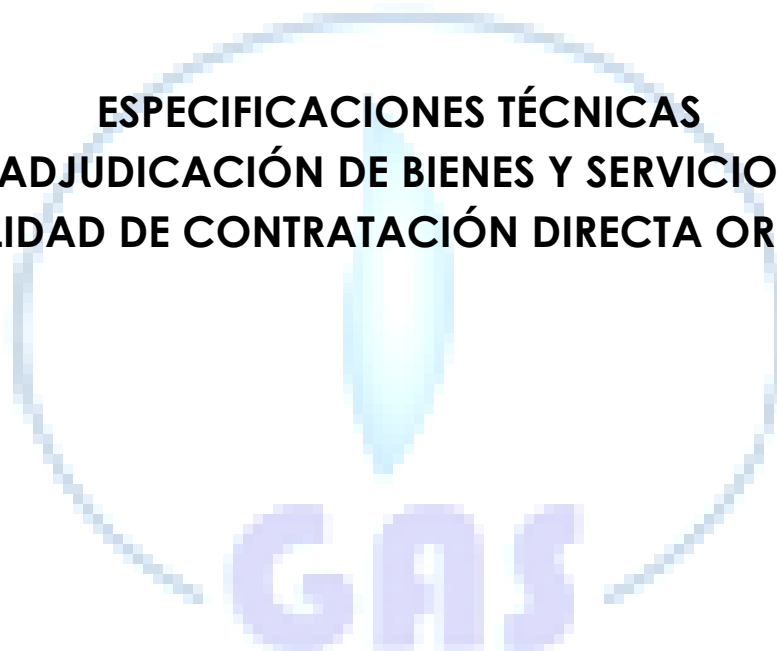 ESPECIFICACIONES TÉCNICAS
ADJUDICACIÓN DE BIENES Y SERVICIO
LIDAD DE CONTRATACIÓN DIRECTA OR
GAS